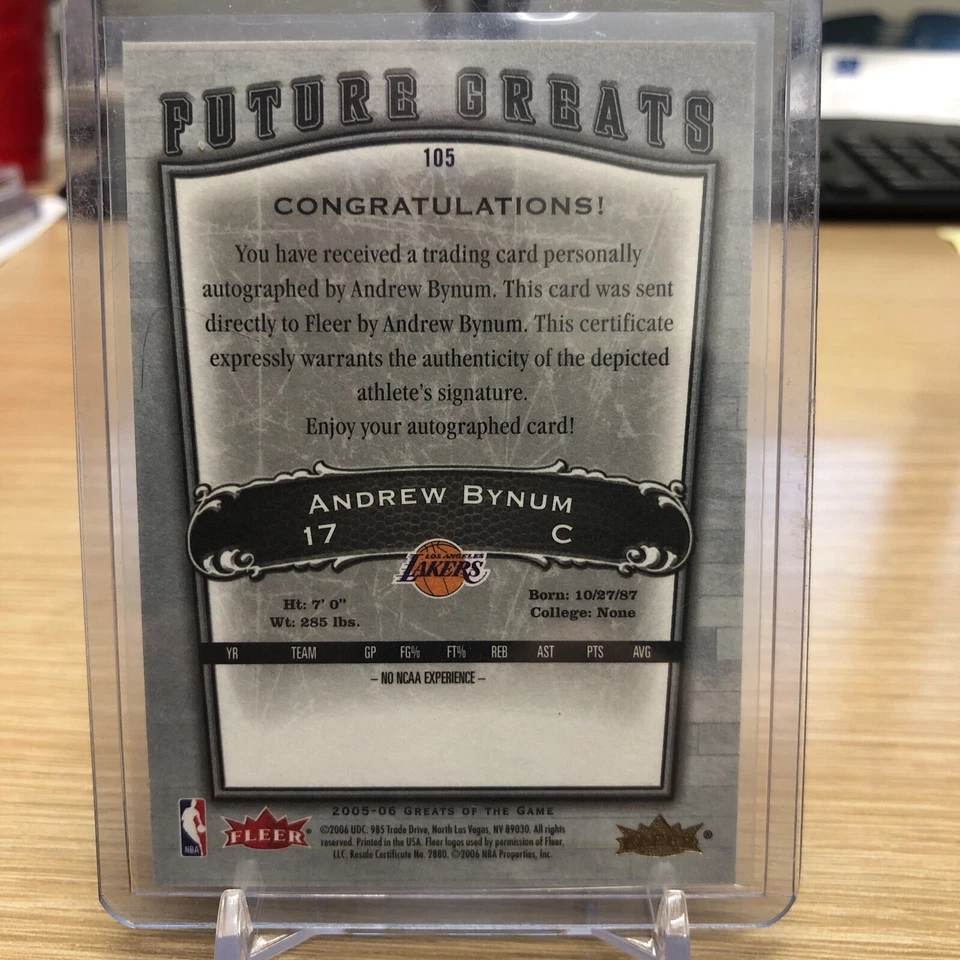 FUTURE GREATS
105
CONGRATULATIONS!
You have received a trading card personally
autographed by Andrew Bynum. This card was sent
directly to Fleer by Andrew Bynum. This certificate
expressly warrants the authenticity of the depicted
athlete's signature.
Enjoy your autographed card!
ANDREW BYNUM
17 C
LOS ANGELES
LAKERS
Ht: 7' 0"
Wt: 285 lbs.
Born: 10/27/87
College: None
YR TEAM GP FG% FT% REB AST PTS AVG
– NO NCAA EXPERIENCE –
2005-06 GREATS OF THE GAME
NBA
FLEER®
©2006 UDC. 985 Trade Drive, North Las Vegas, NV 89030. All rights
reserved. Printed in the USA. Fleer logos used by permission of Fleer,
LLC. Resale Certificate No. 2880. ©2006 NBA Properties, Inc.
®